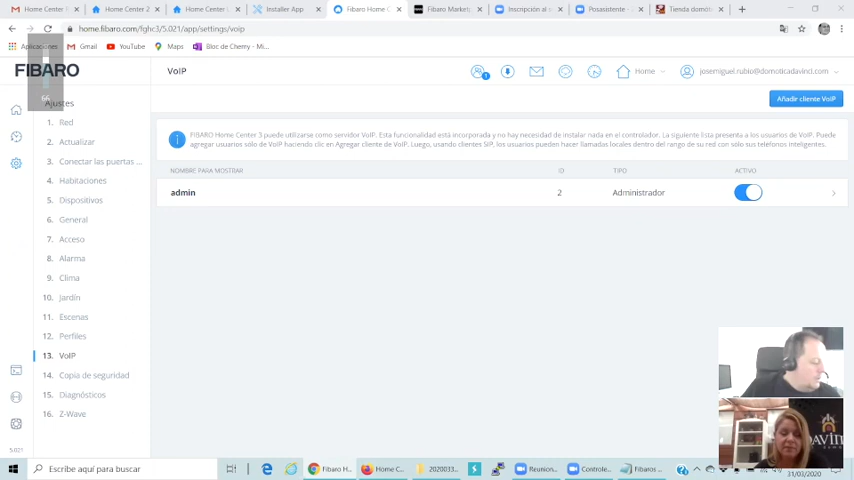 Home Center
Home Center 2
Home Center
Installer App
Fibaro Home C
Fibaro Market
Inscripción al s
Posasistente -
Tienda domót
home.fibaro.com/fghc3/5.021/app/settings/voip
Aplicaciones
Gmail
YouTube
Maps
Bloc de Cherry - Mi...
FIBARO
VoIP
1
Home
josemiguel.rubio@domoticadavinci.com
66
Ajustes
Añadir cliente VoIP
1. Red
2. Actualizar
3. Conectar las puertas ...
4. Habitaciones
5. Dispositivos
6. General
7. Acceso
8. Alarma
9. Clima
10. Jardín
11. Escenas
12. Perfiles
13. VoIP
14. Copia de seguridad
15. Diagnósticos
16. Z-Wave
FIBARO Home Center 3 puede utilizarse como servidor VoIP. Esta funcionalidad está incorporada y no hay necesidad de instalar nada en el controlador. La siguiente lista presenta a los usuarios de VoIP. Puede
agregar usuarios sólo de VoIP haciendo clic en Agregar cliente de VoIP. Luego, usando clientes SIP, los usuarios pueden hacer llamadas locales dentro del rango de su red con sólo sus teléfonos inteligentes.
NOMBRE PARA MOSTRAR
ID
TIPO
ACTIVO
admin
2
Administrador
5.021
Escribe aquí para buscar
Fibaro H...
Home C...
2020033...
Reunion...
Controle...
Fibaros ...
31/03/2020